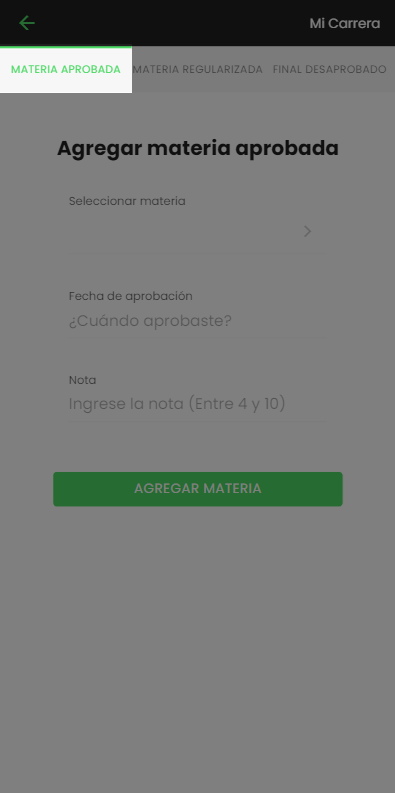 Mi Carrera
MATERIA APROBADA MATERIA REGULARIZADA FINAL DESAPROBADO
Agregar materia aprobada
Seleccionar materia
Fecha de aprobación
¿Cuándo aprobaste?
Nota
Ingrese la nota (Entre 4 y 10)
AGREGAR MATERIA